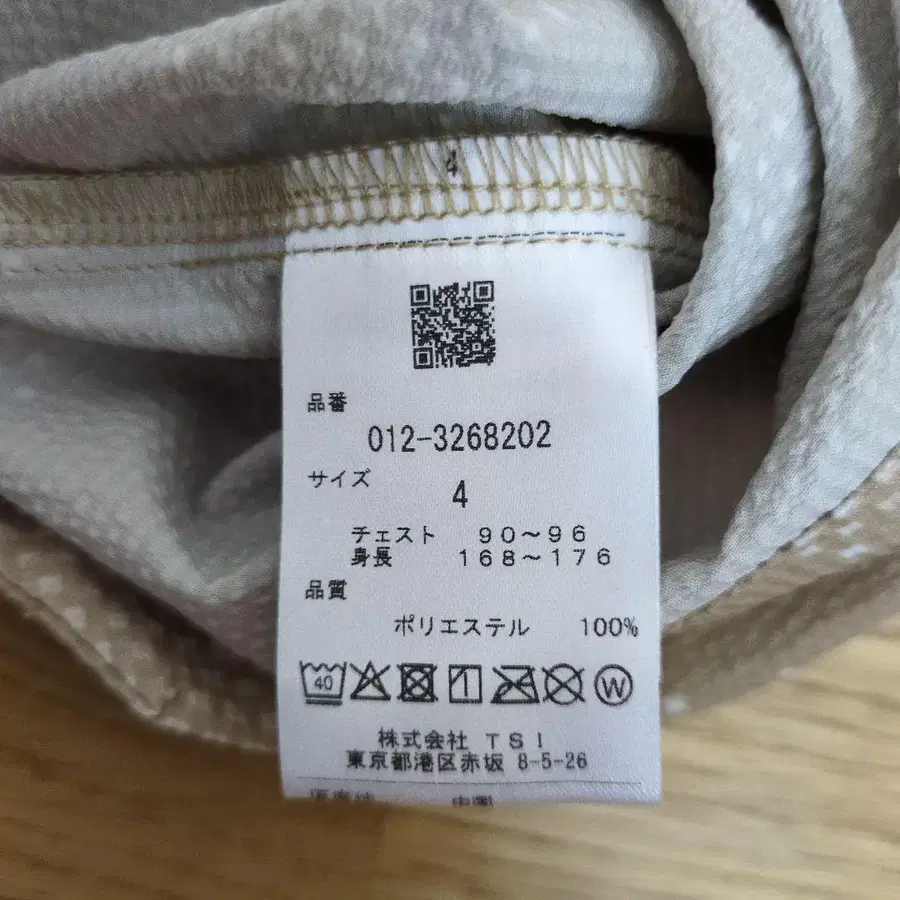 4
品番
012-3268202
サイズ
4
チェスト 90～96
身長 168～176
品質
ポリエステル 100%
40 W
株式会社 TSI
東京都港区赤坂 8-5-26